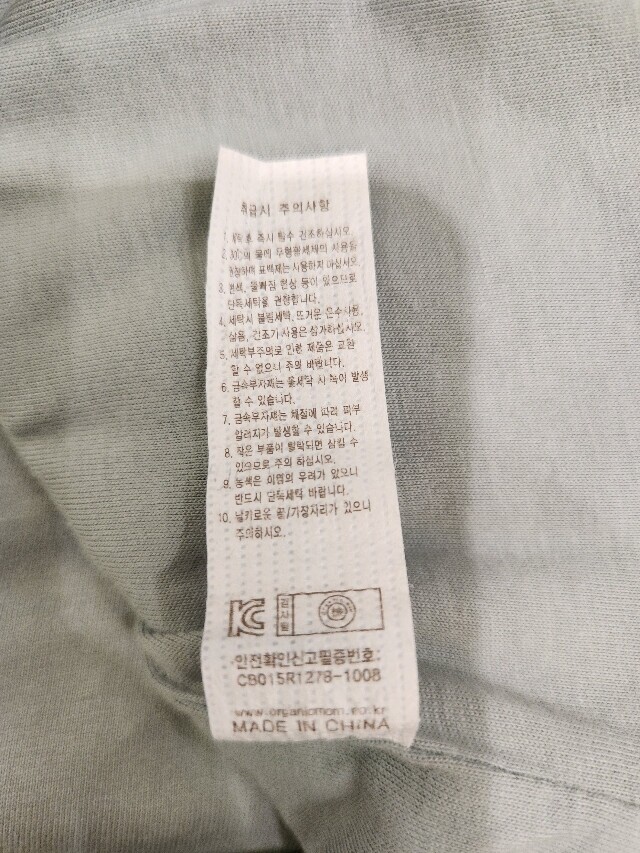 취급시 주의사항
1. 세탁 후 즉시 탈수 건조하십시오.
2. 30℃의 물에 무형광세제의 사용을
권장하며 표백제는 사용하지 마십시오.
3. 변색, 물빠짐 현상 등이 있으므로
단독세탁을 권장합니다.
4. 세탁시 불림세탁, 뜨거운 온수사용,
삶음, 건조기 사용은 삼가하십시오.
5. 세탁부주의로 인한 제품은 교환
할 수 없으니 주의 바랍니다.
6. 금속부자재는 물세탁 시 녹이 발생
할 수 있습니다.
7. 금속부자재는 체질에 따라 피부
알러지가 발생할 수 있습니다.
8. 작은 부품이 탈락되면 삼킬 수
있으므로 주의 하십시오.
9. 농색은 이염의 우려가 있으니
반드시 단독세탁 바랍니다.
10. 날카로운 끝/가장자리가 있으니
주의하시오.
KC 검사필
안전확인신고필증번호:
CB015R1278-1008
www.organicmom.co.kr
MADE IN CHINA